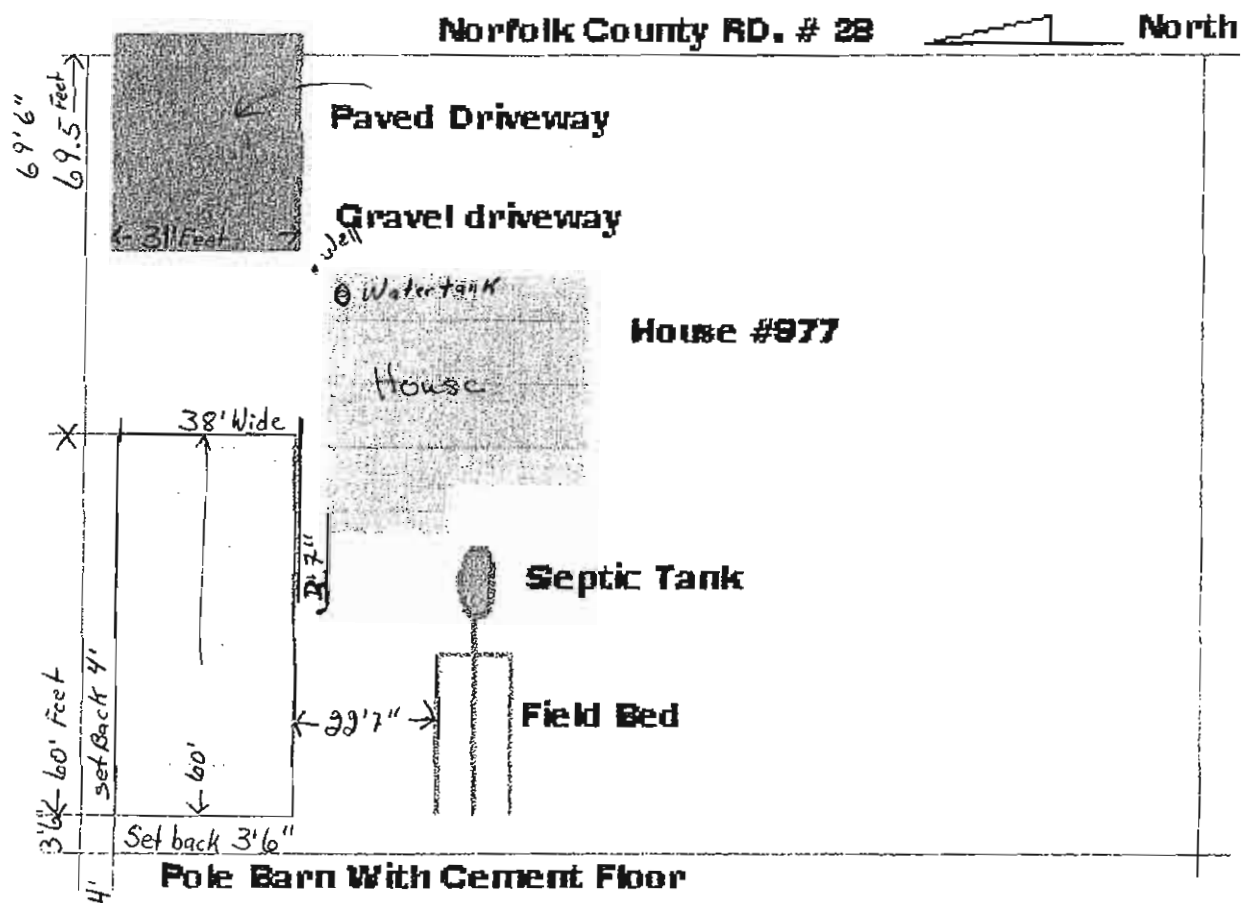 Norfolk County RD. # 28
North
69'6"
69.5 Feet
Paved Driveway
31 Feet
Gravel driveway
Well
Water tank
House #977
House
38' Wide
Septic Tank
60' Feet
set Back 4'
60'
22'7"
Field Bed
3'6"
Set back 3'6"
4'
Pole Barn With Cement Floor